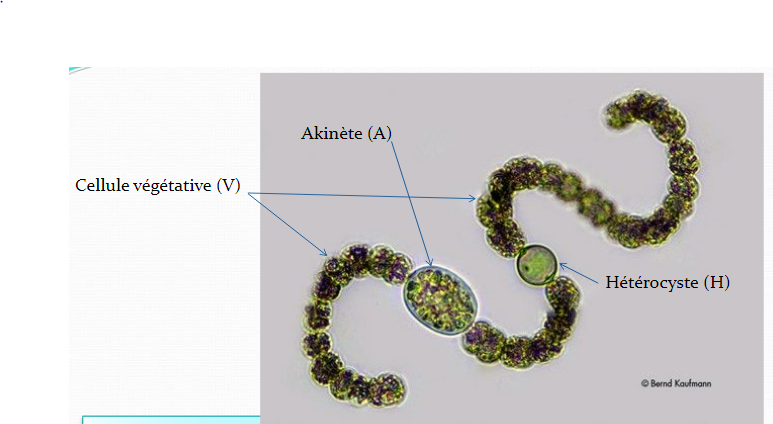 Akinète (A)
Cellule végétative (V)
Hétérocyste (H)
© Bernd Kaufmann